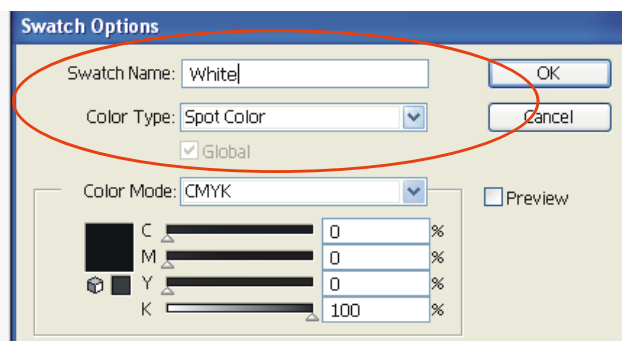 Swatch Options
Swatch Name: White OK
Color Type: Spot Color Cancel
Global
Color Mode: CMYK Preview
C 0 %
M 0 %
Y 0 %
K 100 %